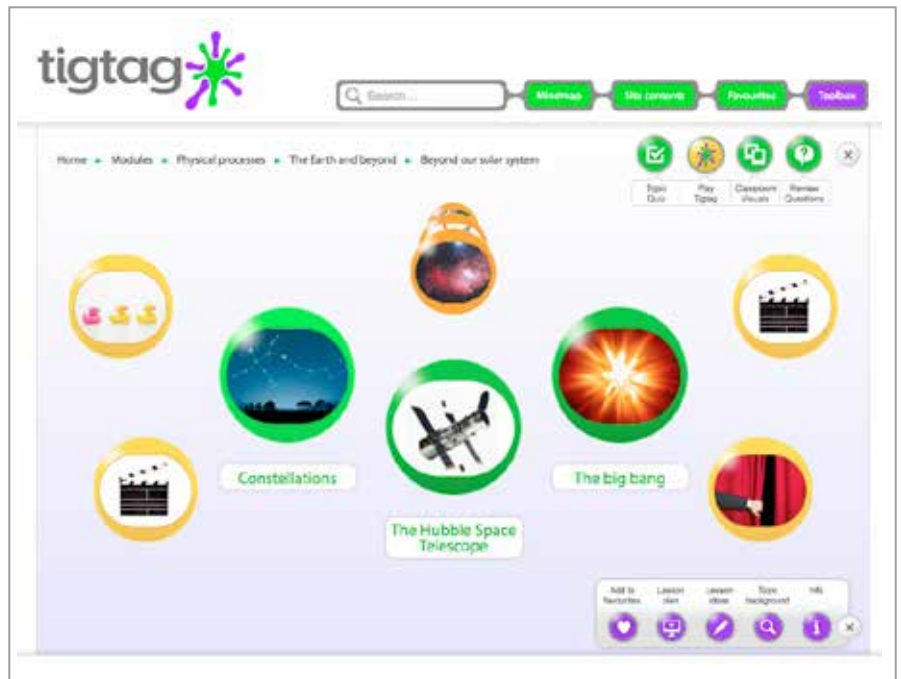 tigtag
Search...
Mindmap
Site contents
Favourites
Toolbox
Home ▸ Modules ▸ Physical processes ▸ The Earth and beyond ▸ Beyond our solar system
Topic
Quiz
Play
Tigtag
Classroom
Visuals
Review
Questions
Constellations
The Hubble Space
Telescope
The big bang
Add to
favourites
Lesson
plan
Lesson
ideas
Topic
background
Info